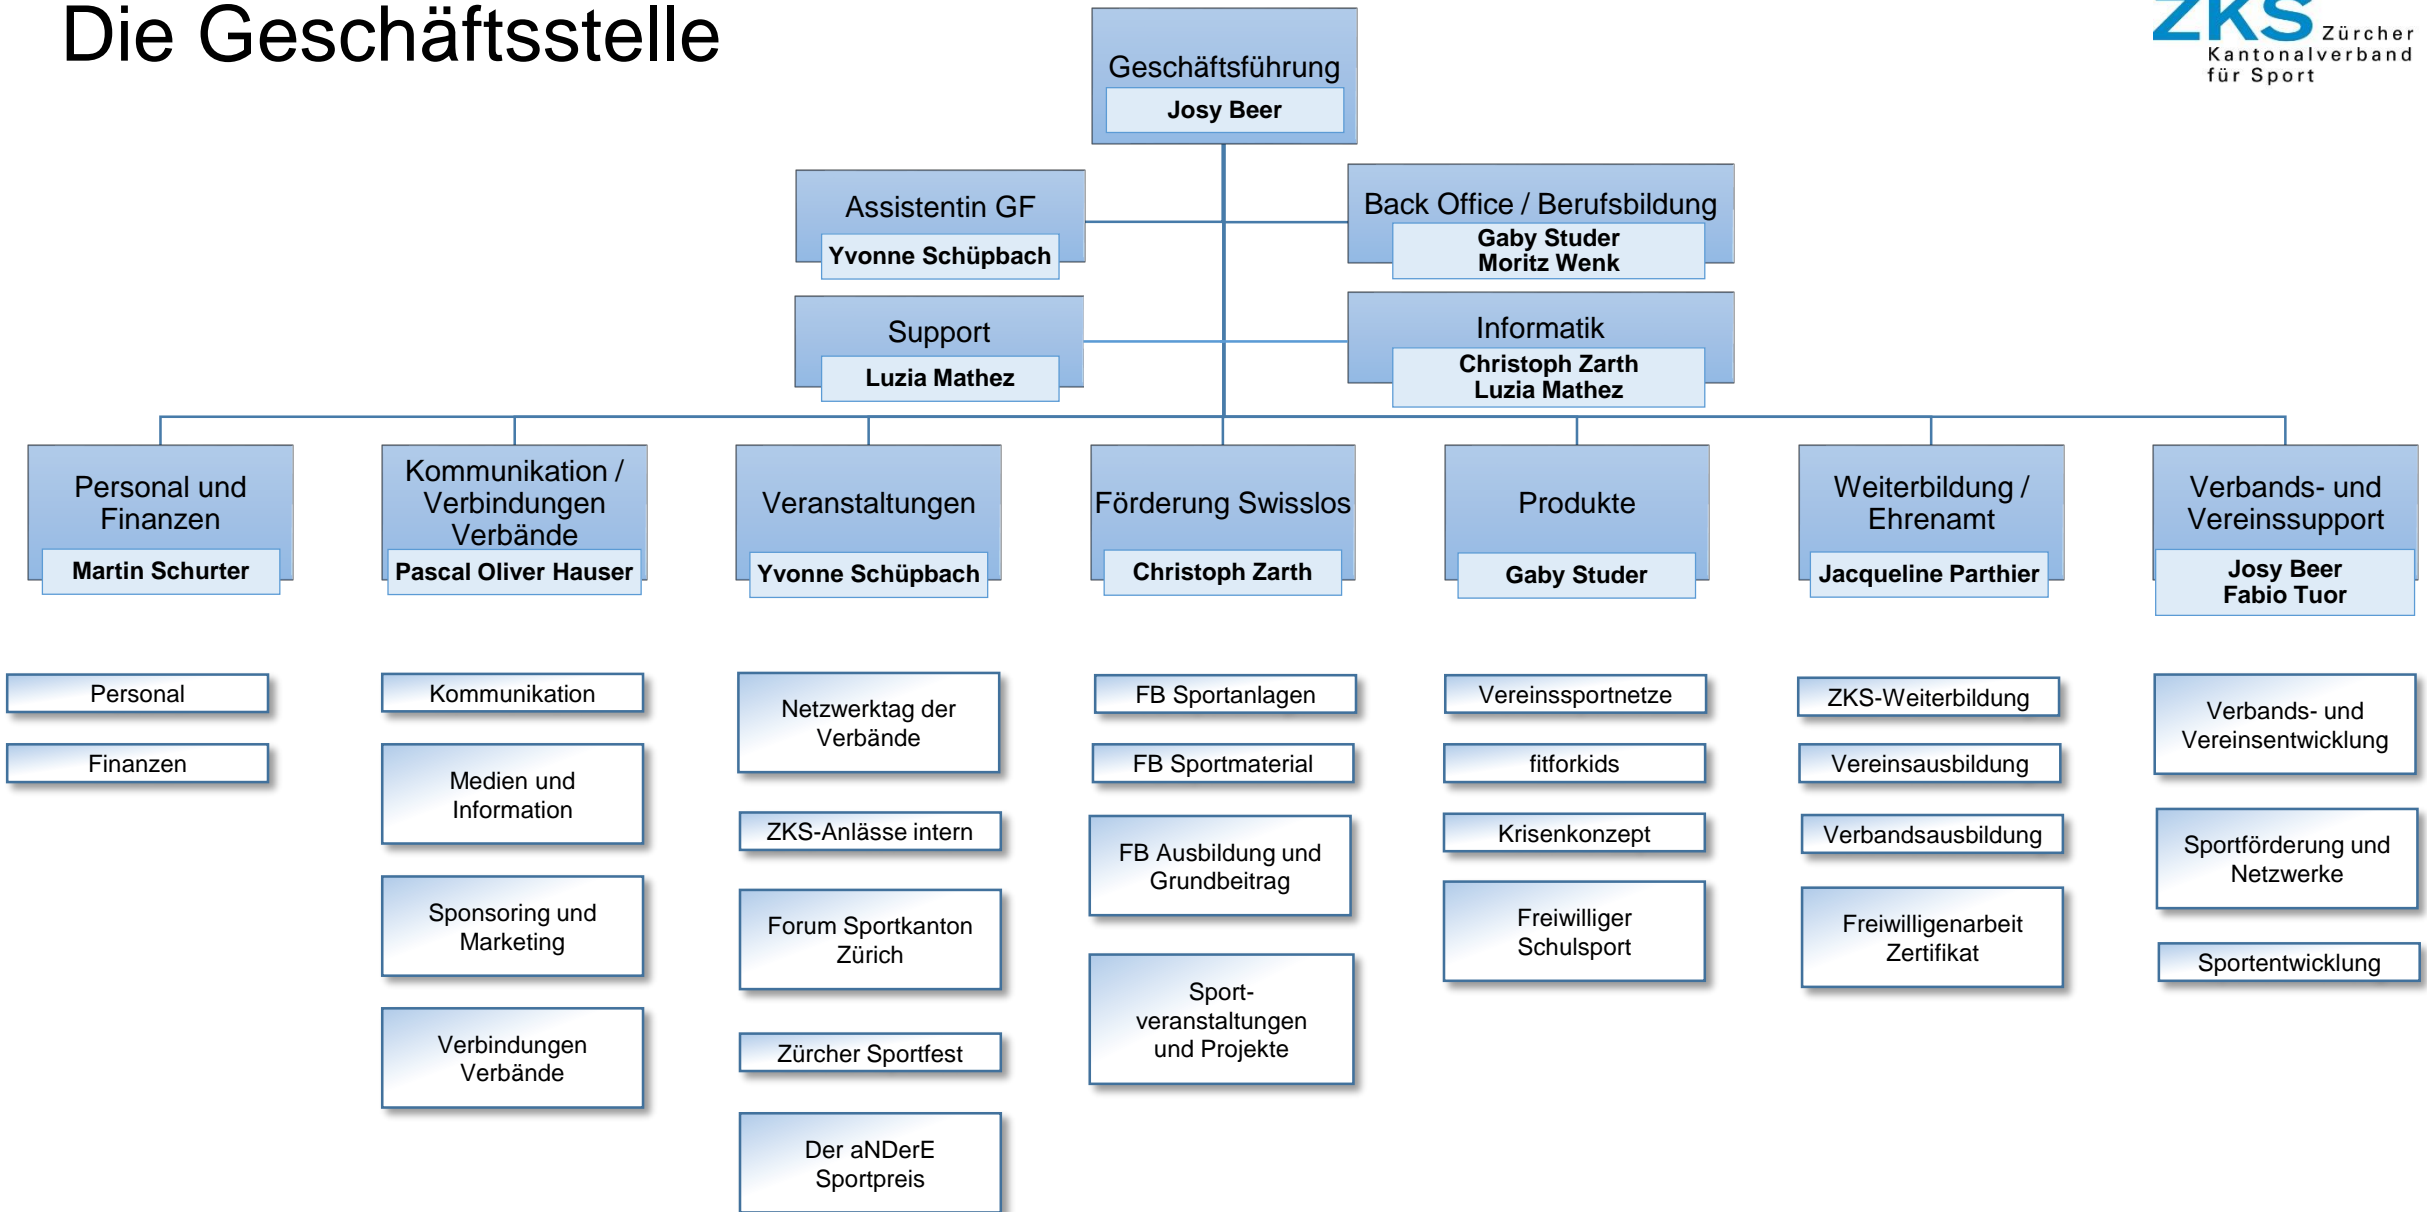 Die Geschäftsstelle
ZKS Zürcher
Kantonalverband
für Sport
Geschäftsführung
Josy Beer
Assistentin GF
Yvonne Schüpbach
Back Office / Berufsbildung
Gaby Studer
Moritz Wenk
Support
Luzia Mathez
Informatik
Christoph Zarth
Luzia Mathez
Personal und
Finanzen
Martin Schurter
Kommunikation /
Verbindungen
Verbände
Pascal Oliver Hauser
Veranstaltungen
Yvonne Schüpbach
Förderung Swisslos
Christoph Zarth
Produkte
Gaby Studer
Weiterbildung /
Ehrenamt
Jacqueline Parthier
Verbands- und
Vereinssupport
Josy Beer
Fabio Tuor
Personal
Finanzen
Kommunikation
Medien und
Information
Sponsoring und
Marketing
Verbindungen
Verbände
Netzwerktag der
Verbände
ZKS-Anlässe intern
Forum Sportkanton
Zürich
Zürcher Sportfest
Der aNDerE
Sportpreis
FB Sportanlagen
FB Sportmaterial
FB Ausbildung und
Grundbeitrag
Sport-
veranstaltungen
und Projekte
Vereinssportnetze
fitforkids
Krisenkonzept
Freiwilliger
Schulsport
ZKS-Weiterbildung
Vereinsausbildung
Verbandsausbildung
Freiwilligenarbeit
Zertifikat
Verbands- und
Vereinsentwicklung
Sportförderung und
Netzwerke
Sportentwicklung